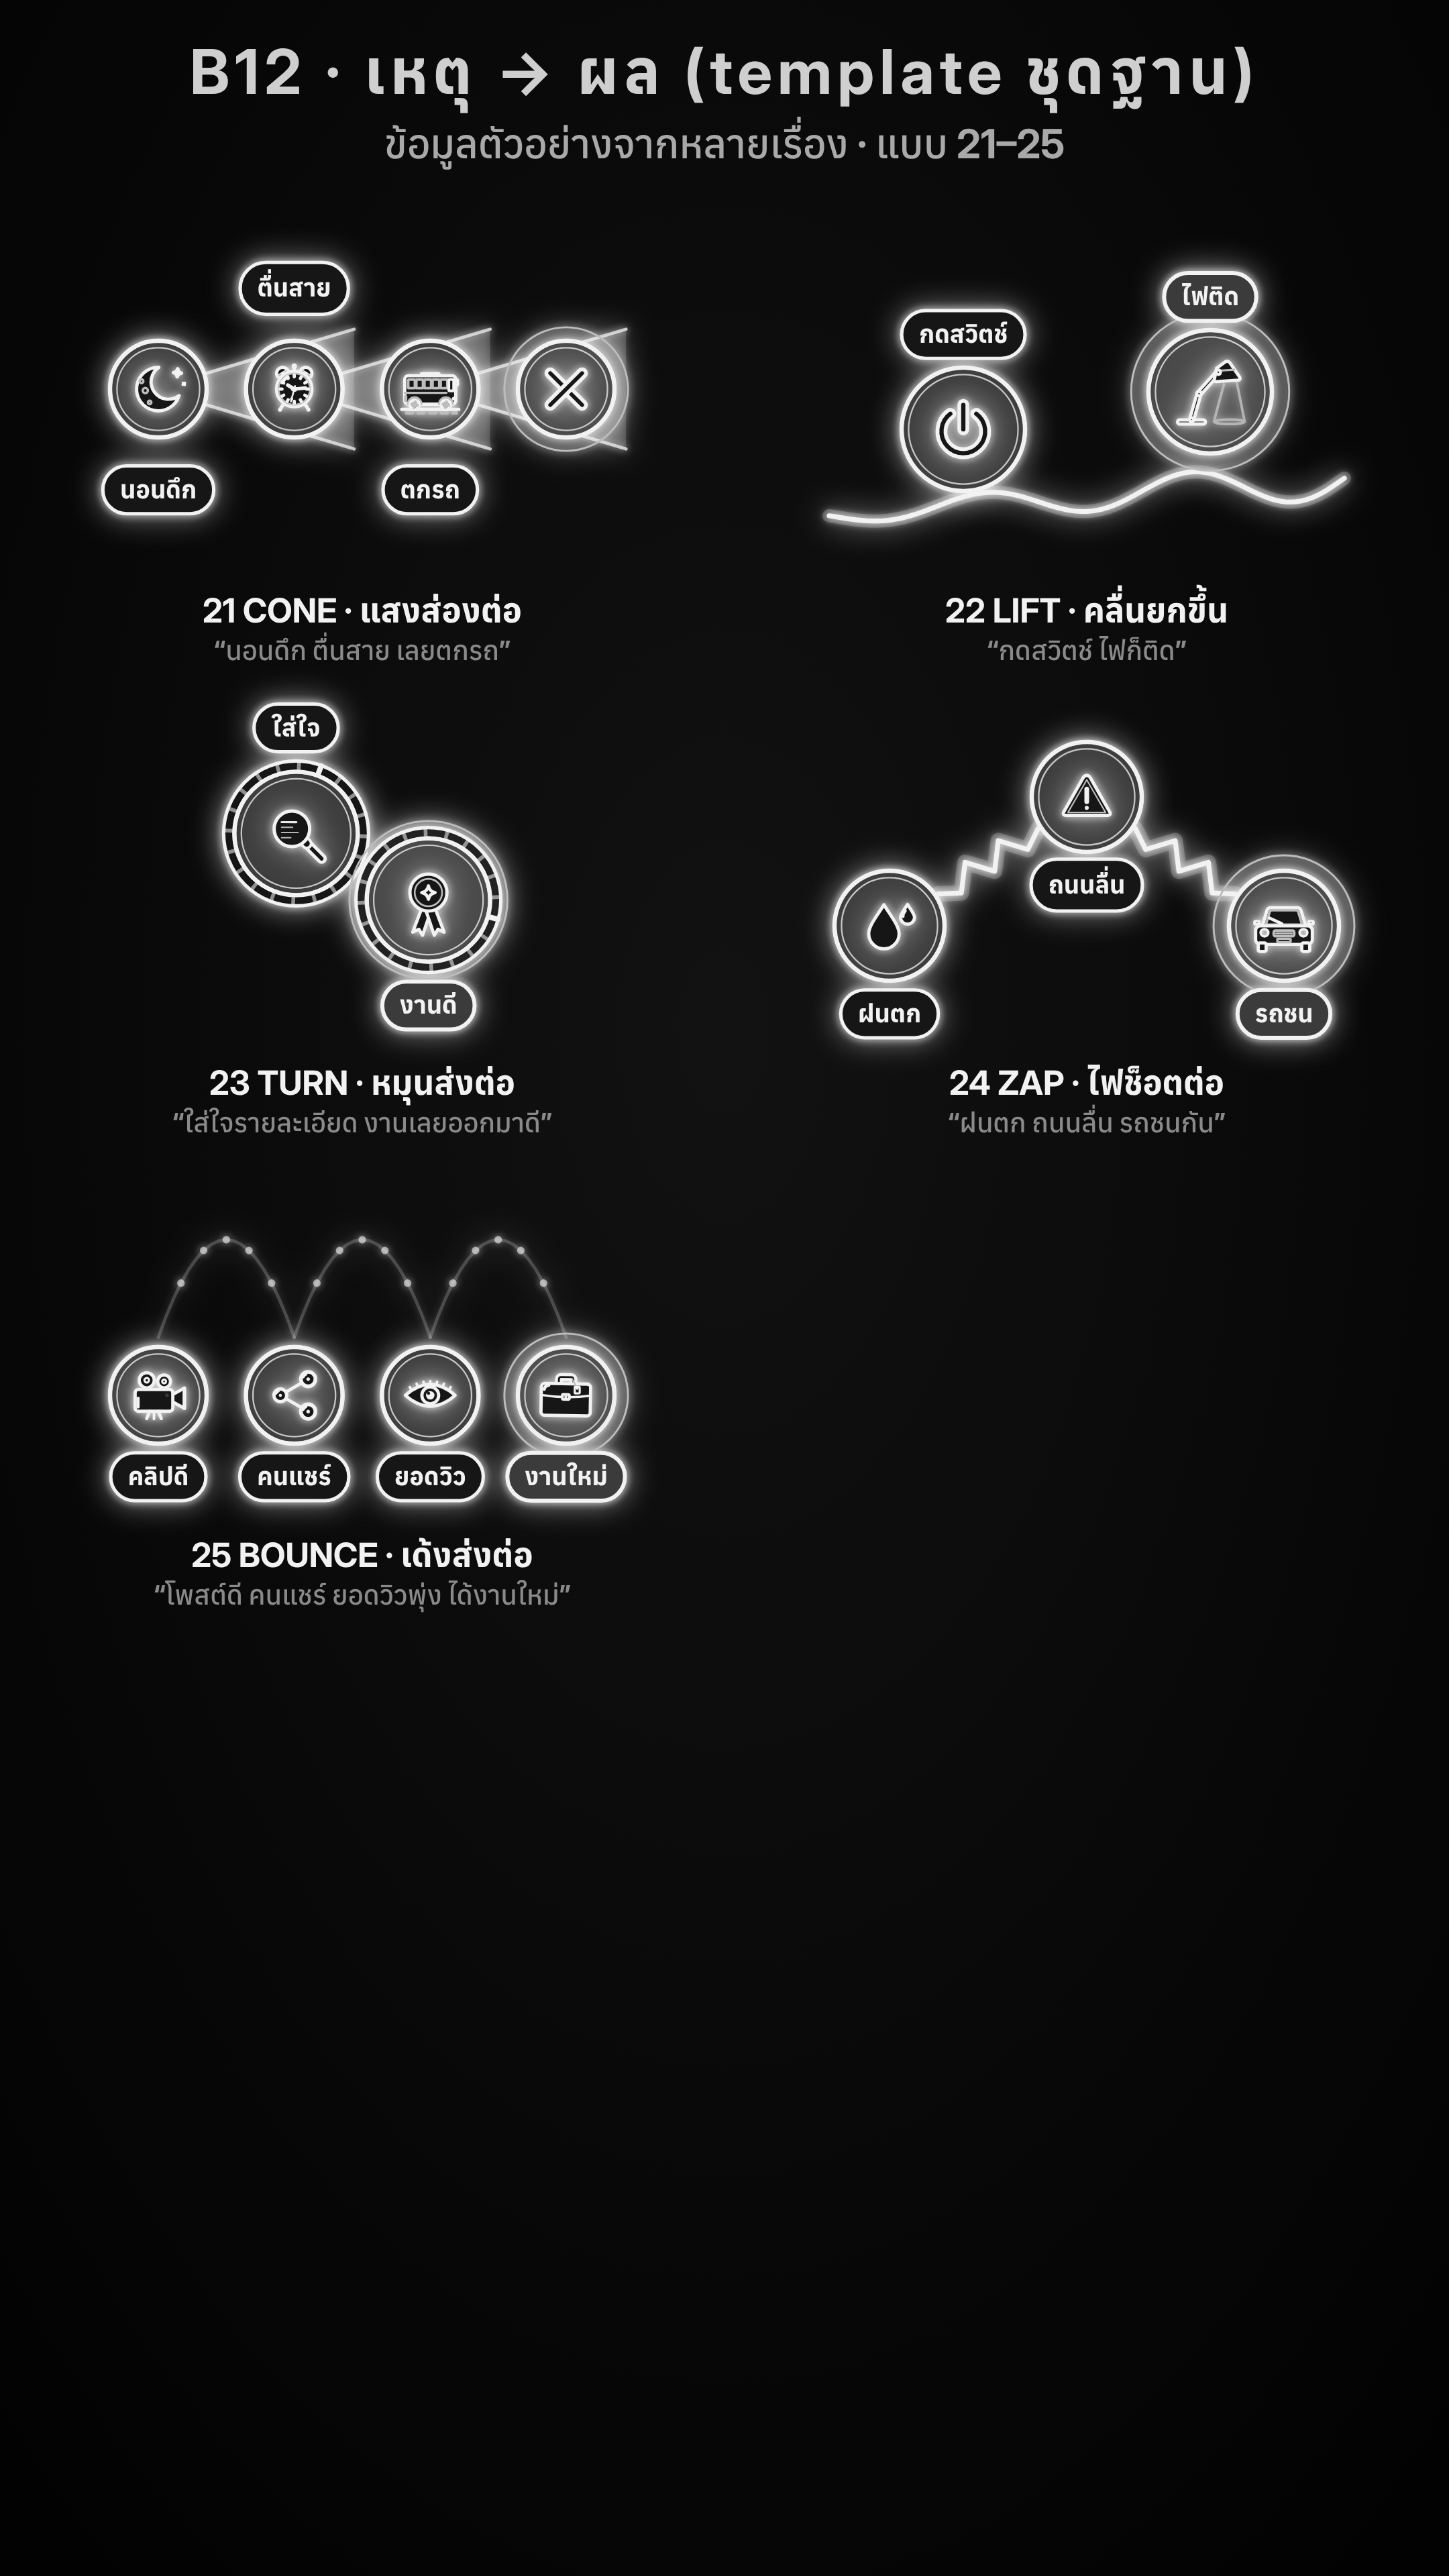 B12 · เหตุ → ผล (template ชุดฐาน)
ข้อมูลตัวอย่างจากหลายเรื่อง · แบบ 21–25
ตื่นสาย
นอนดึก
ตกรถ
21 CONE · แสงส่องต่อ
“นอนดึก ตื่นสาย เลยตกรถ”
ไฟติด
กดสวิตช์
22 LIFT · คลื่นยกขึ้น
“กดสวิตช์ ไฟก็ติด”
ใส่ใจ
งานดี
23 TURN · หมุนส่งต่อ
“ใส่ใจรายละเอียด งานเลยออกมาดี”
ถนนลื่น
ฝนตก
รถชน
24 ZAP · ไฟช็อตต่อ
“ฝนตก ถนนลื่น รถชนกัน”
คลิปดี
คนแชร์
ยอดวิว
งานใหม่
25 BOUNCE · เด้งส่งต่อ
“โพสต์ดี คนแชร์ ยอดวิวพุ่ง ได้งานใหม่”